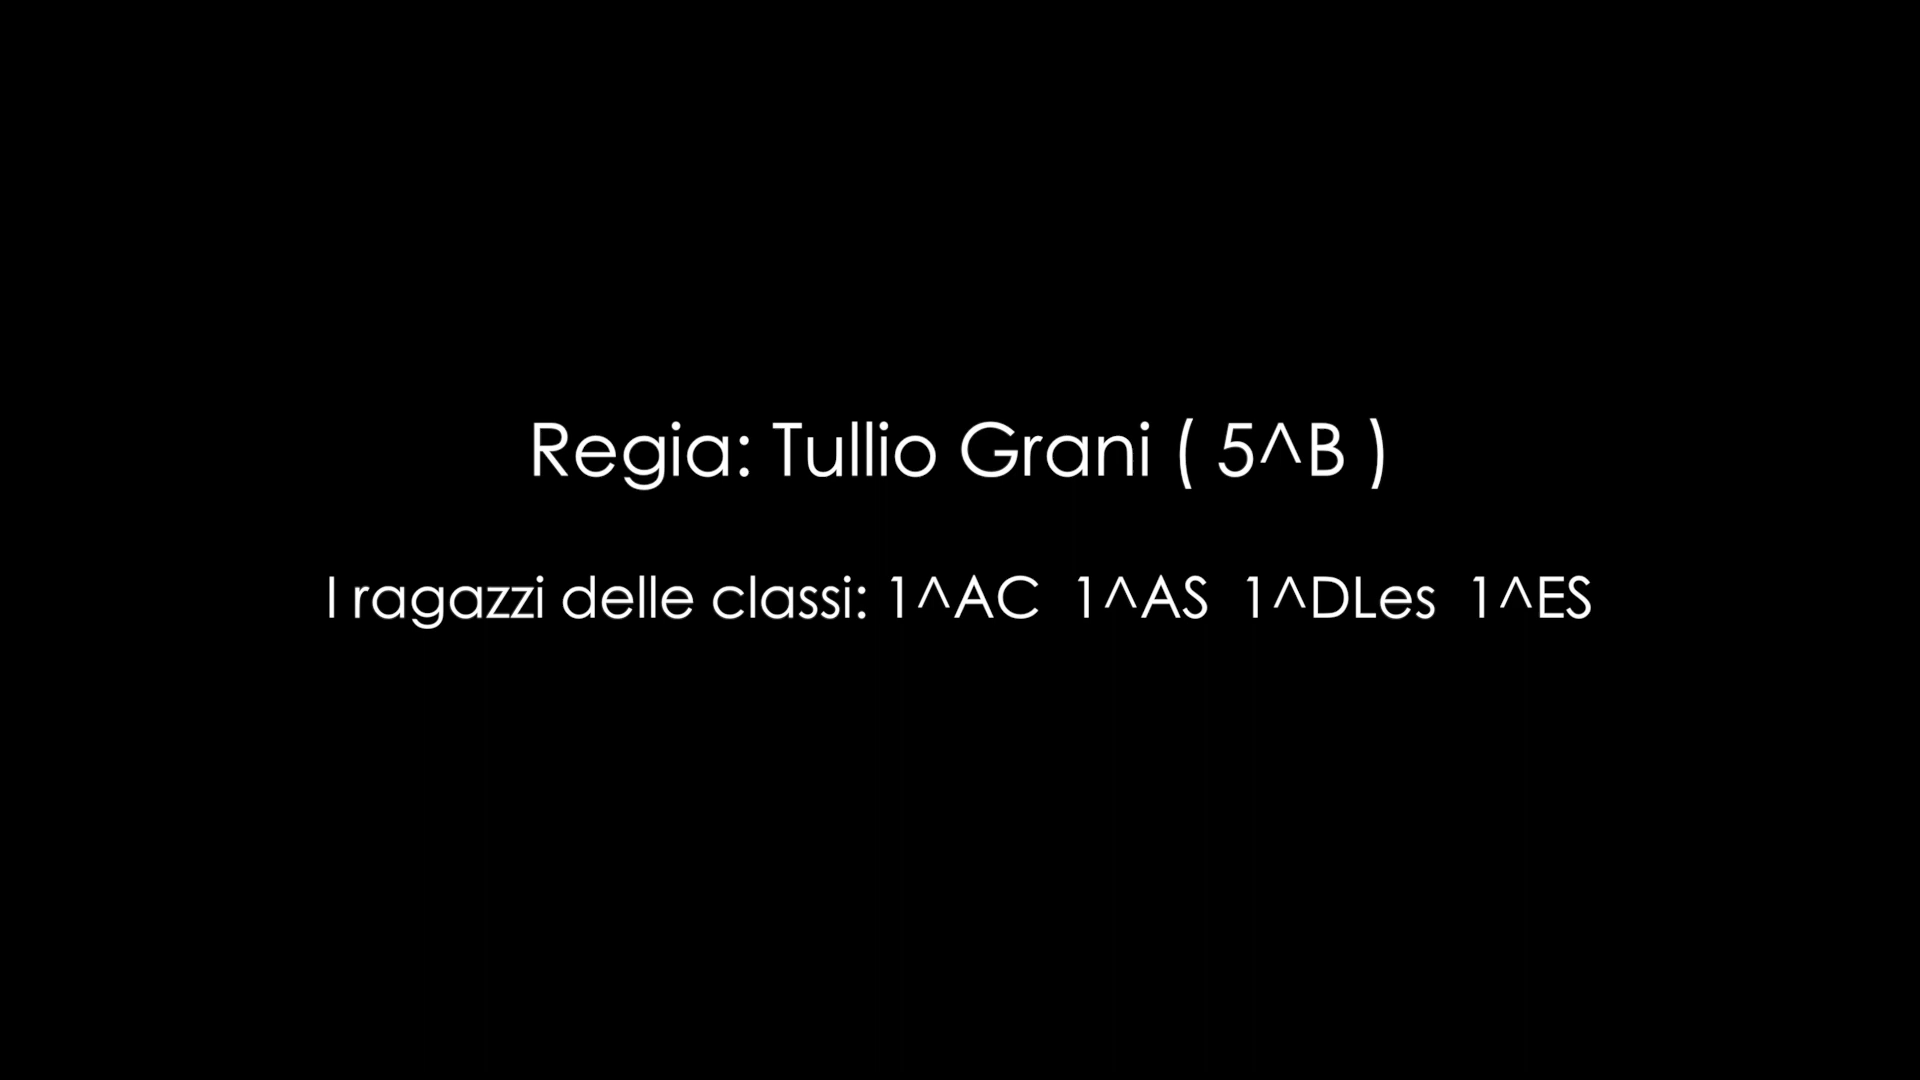 Regia: Tullio Grani ( 5^B )
I ragazzi delle classi: 1^AC 1^AS 1^DLes 1^ES